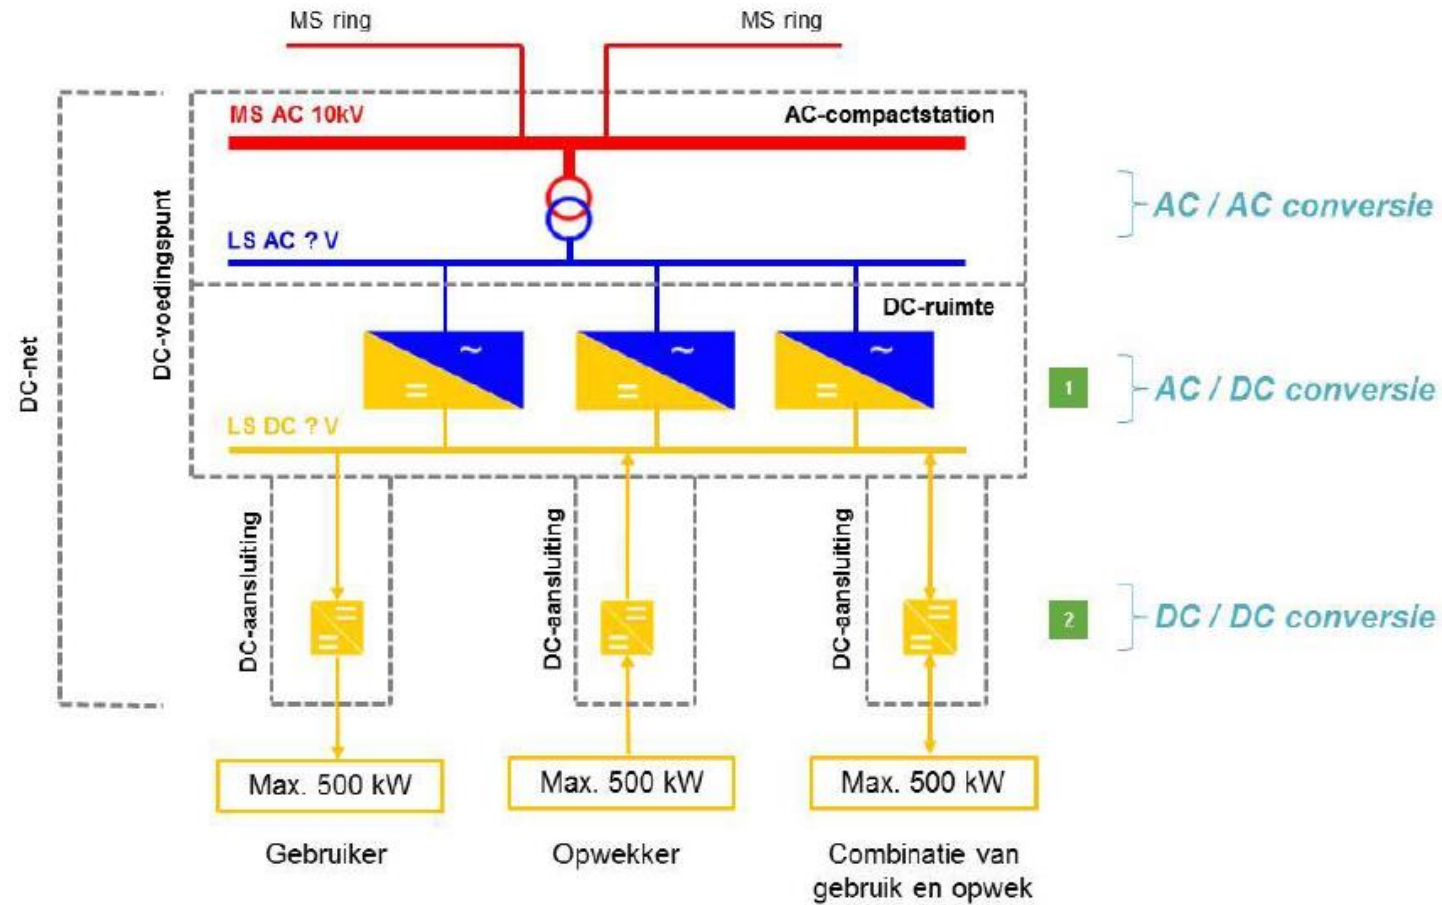 MS ring
MS ring
MS AC 10kV
AC-compactstation
AC / AC conversie
LS AC ? V
DC-voedingspunt
DC-net
DC-ruimte
~
~
~
=
=
=
1
AC / DC conversie
LS DC ? V
DC-aansluiting
DC-aansluiting
DC-aansluiting
=
=
=
=
=
=
2
DC / DC conversie
Max. 500 kW
Max. 500 kW
Max. 500 kW
Gebruiker
Opwekker
Combinatie van
gebruik en opwek